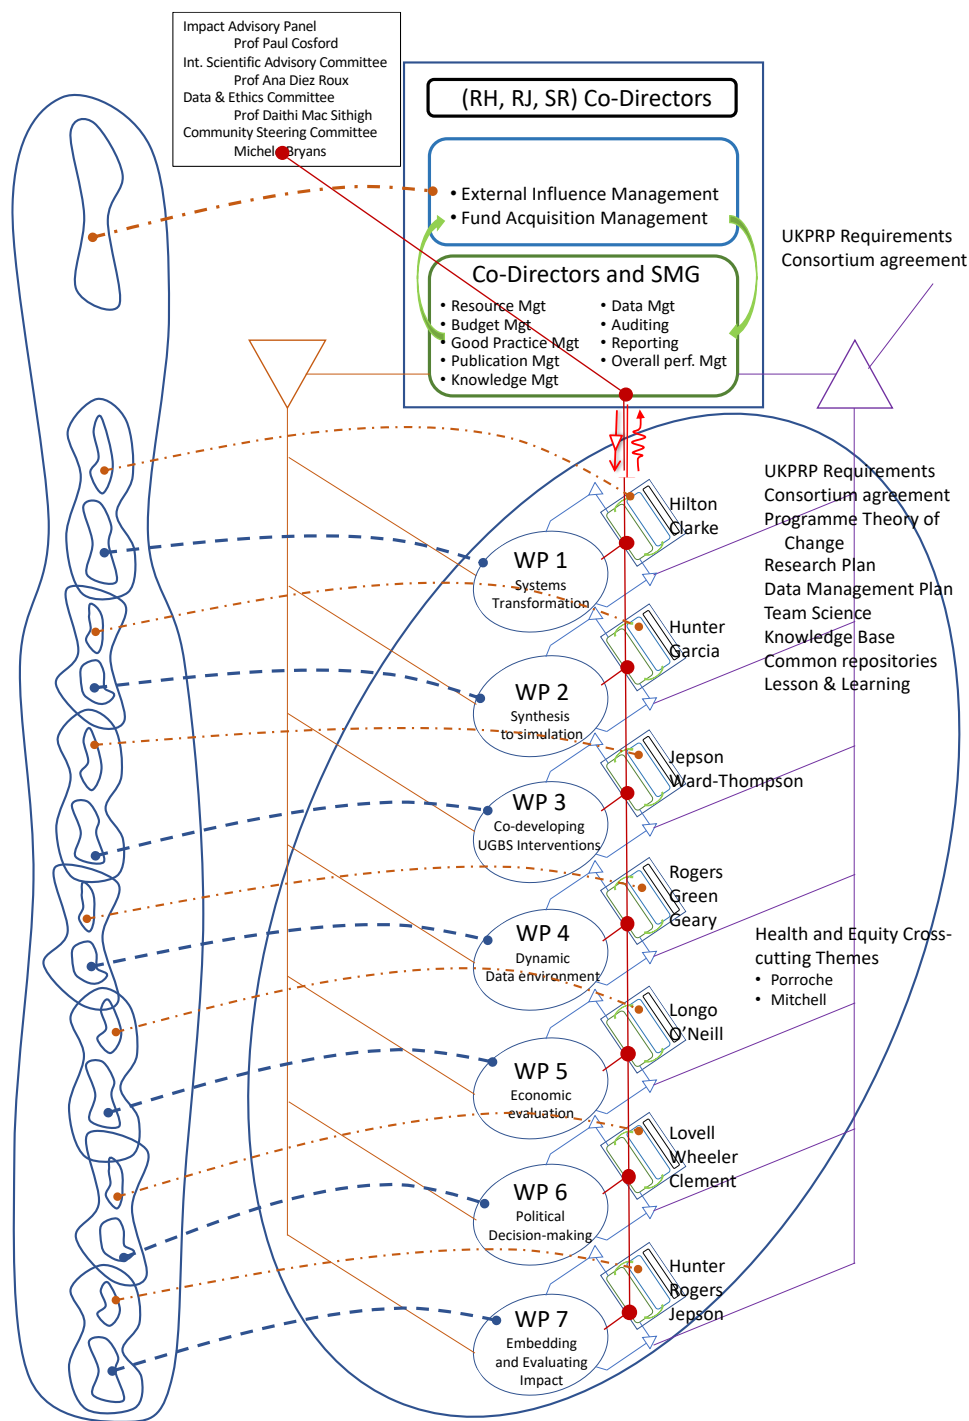 Impact Advisory Panel
Prof Paul Cosford
Int. Scientific Advisory Committee
Prof Ana Diez Roux
Data & Ethics Committee
Prof Daithi Mac Sithigh
Community Steering Committee
Michele Bryans
(RH, RJ, SR) Co-Directors
• External Influence Management
• Fund Acquisition Management
Co-Directors and SMG
• Resource Mgt
• Budget Mgt
• Good Practice Mgt
• Publication Mgt
• Knowledge Mgt
• Data Mgt
• Auditing
• Reporting
• Overall perf. Mgt
UKPRP Requirements
Consortium agreement
UKPRP Requirements
Consortium agreement
Programme Theory of
Change
Research Plan
Data Management Plan
Team Science
Knowledge Base
Common repositories
Lesson & Learning
Hilton
Clarke
WP 1
Systems
Transformation
Hunter
Garcia
WP 2
Synthesis
to simulation
Jepson
Ward-Thompson
WP 3
Co-developing
UGBS Interventions
Rogers
Green
Geary
WP 4
Dynamic
Data environment
Health and Equity Cross-
cutting Themes
• Porroche
• Mitchell
Longo
O'Neill
WP 5
Economic
evaluation
Lovell
Wheeler
Clement
WP 6
Political
Decision-making
Hunter
Rogers
Jepson
WP 7
Embedding
and Evaluating
Impact